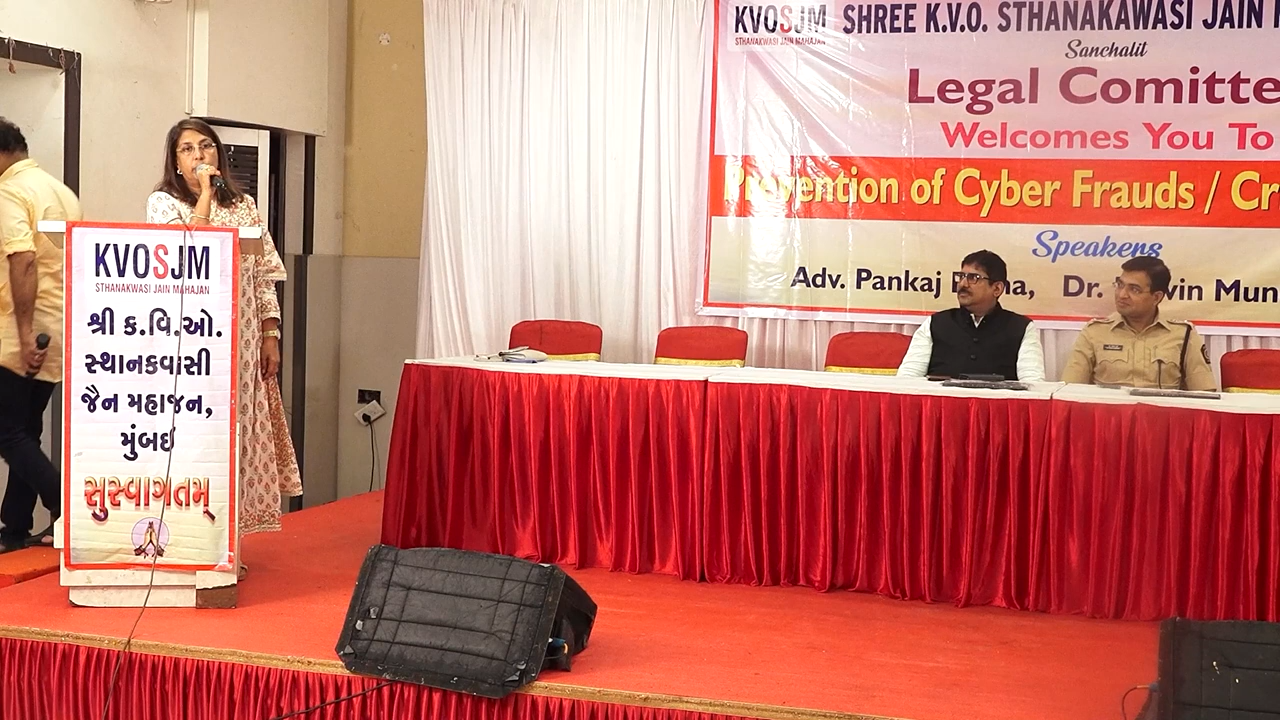 KVOSJM
STHANAKWASI JAIN MAHAJAN
SHREE K.V.O. STHANAKAWASI JAIN
Sanchalit
Legal Comitte
Welcomes You To
Prevention of Cyber Frauds / Cr
Speakers
Adv. Pankaj
Dr.
Mun
KVOSJM
STHANAKWASI JAIN MAHAJAN
શ્રી ક.વિ.ઓ.
સ્થાનકવાસી
જૈન મહાજન,
મુંબઈ
સુસ્વાગતમ્